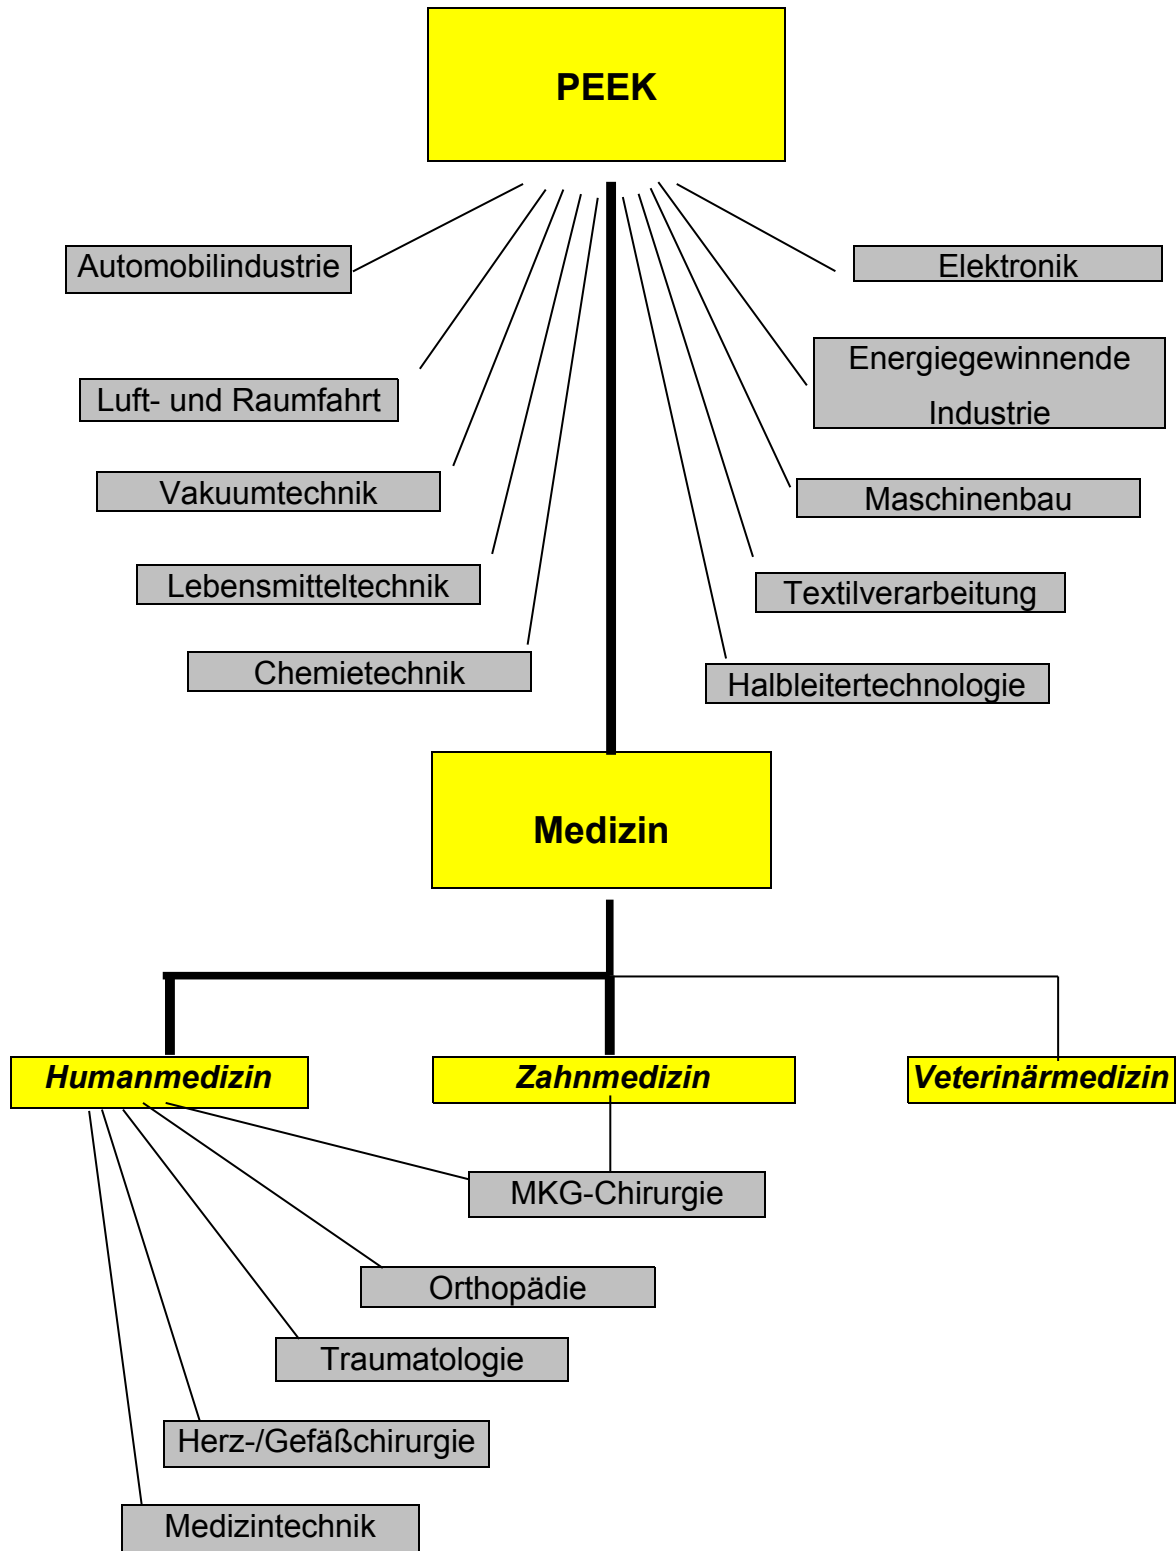 PEEK
Automobilindustrie
Elektronik
Energiegewinnende
Industrie
Luft- und Raumfahrt
Vakuumtechnik
Maschinenbau
Lebensmitteltechnik
Textilverarbeitung
Chemietechnik
Halbleitertechnologie
Medizin
Humanmedizin
Zahnmedizin
Veterinärmedizin
MKG-Chirurgie
Orthopädie
Traumatologie
Herz-/Gefäßchirurgie
Medizintechnik